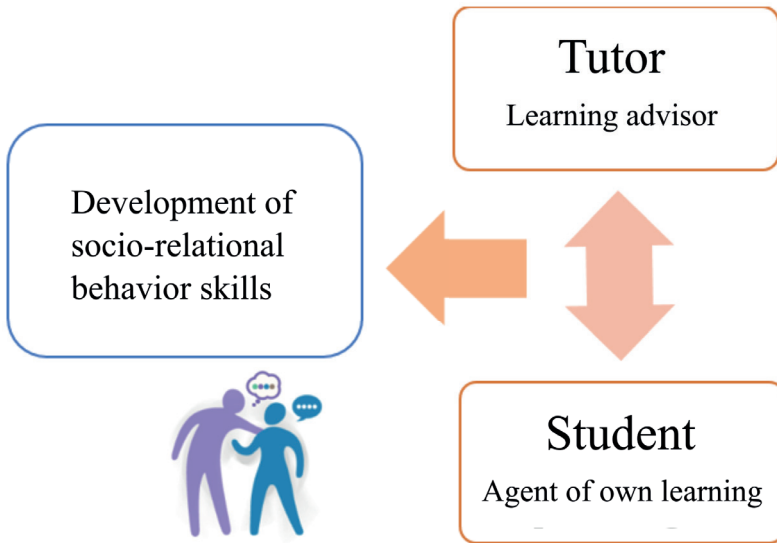 Tutor
Learning advisor
Development of
socio-relational
behavior skills
Student
Agent of own learning